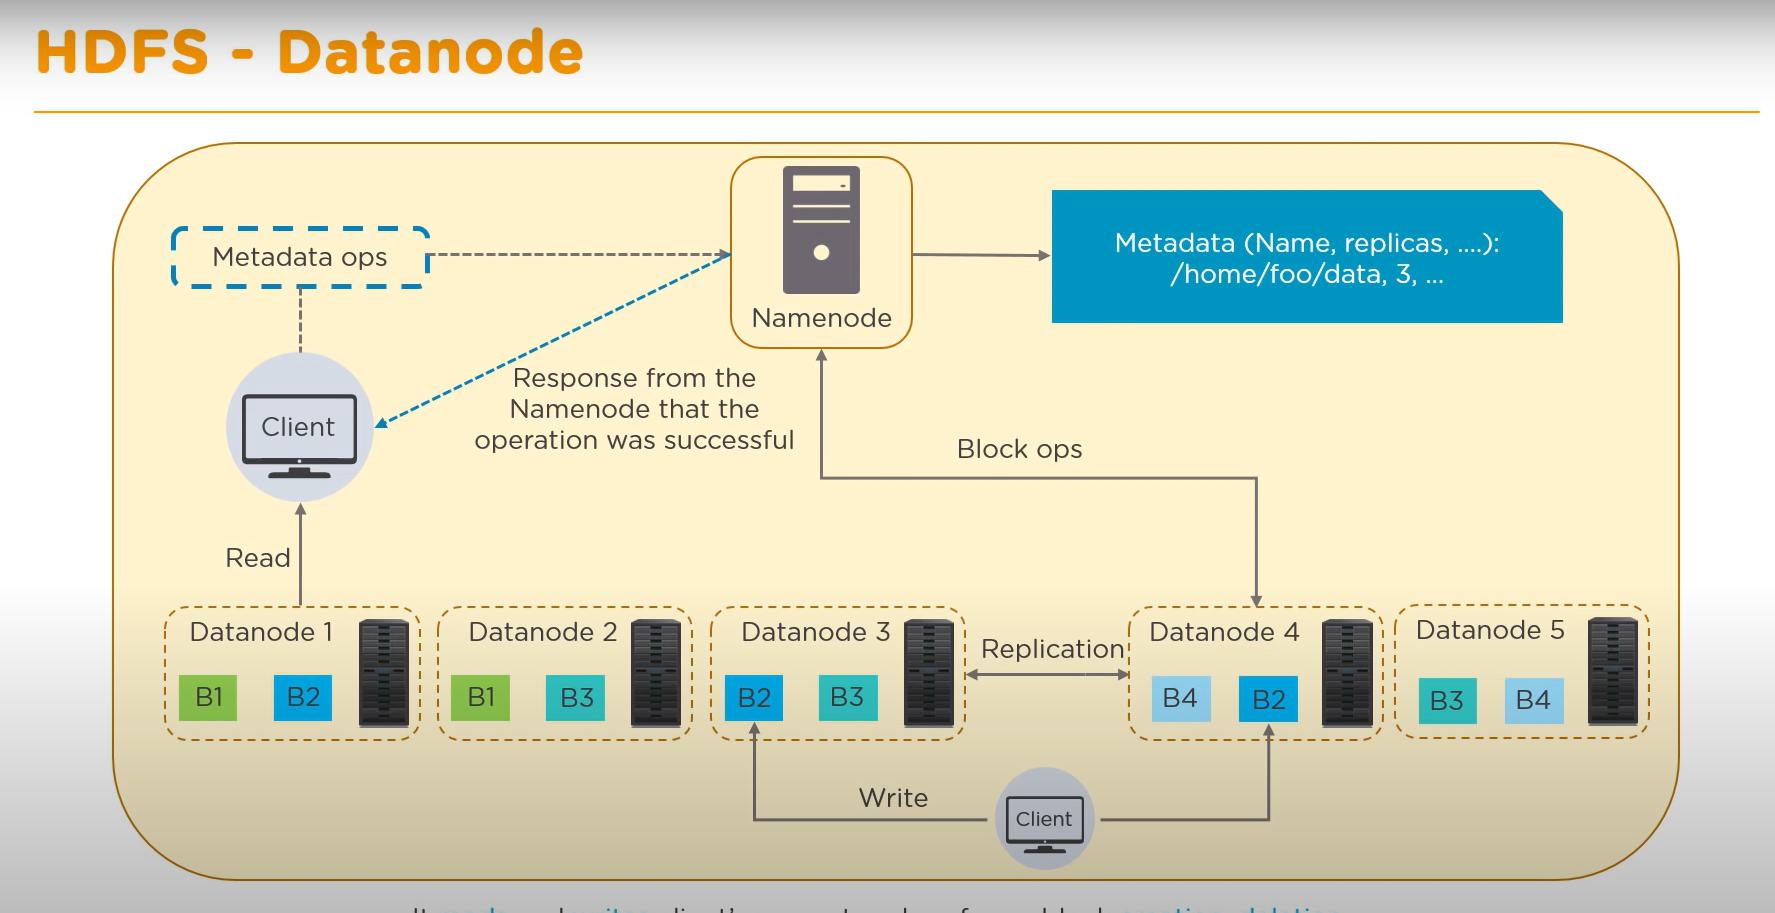 HDFS - Datanode
Metadata ops
Namenode
Metadata (Name, replicas, ....):
/home/foo/data, 3, ...
Client
Response from the
Namenode that the
operation was successful
Block ops
Read
Datanode 1
B1
B2
Datanode 2
B1
B3
Datanode 3
B2
B3
Replication
Datanode 4
B4
B2
Datanode 5
B3
B4
Write
Client